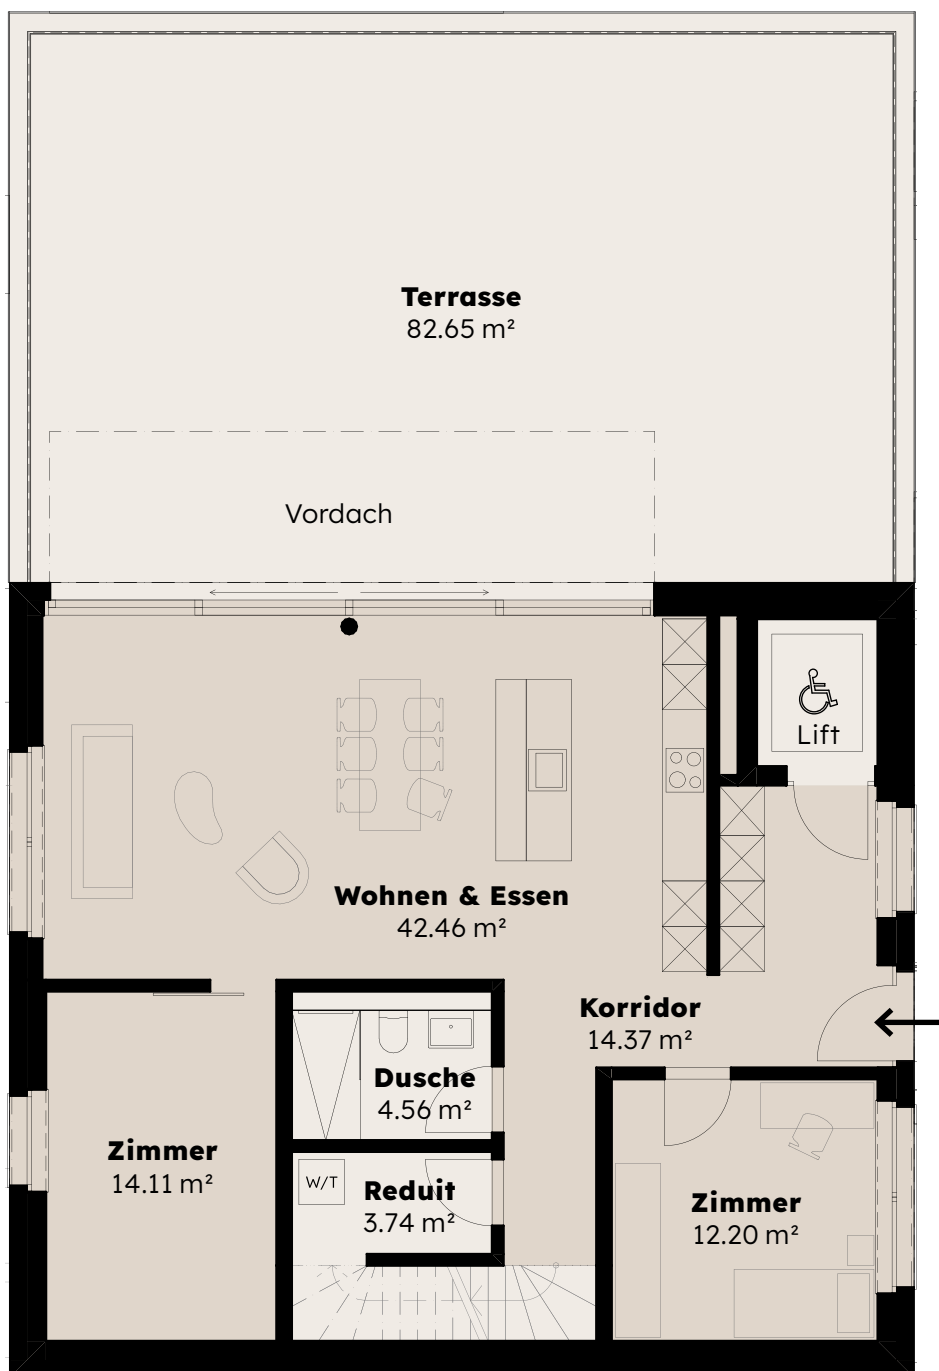 Terrasse
82.65 m²
Vordach
Lift
Wohnen & Essen
42.46 m²
Korridor
14.37 m²
Dusche
4.56 m²
Zimmer
14.11 m²
W/T
Reduit
3.74 m²
Zimmer
12.20 m²